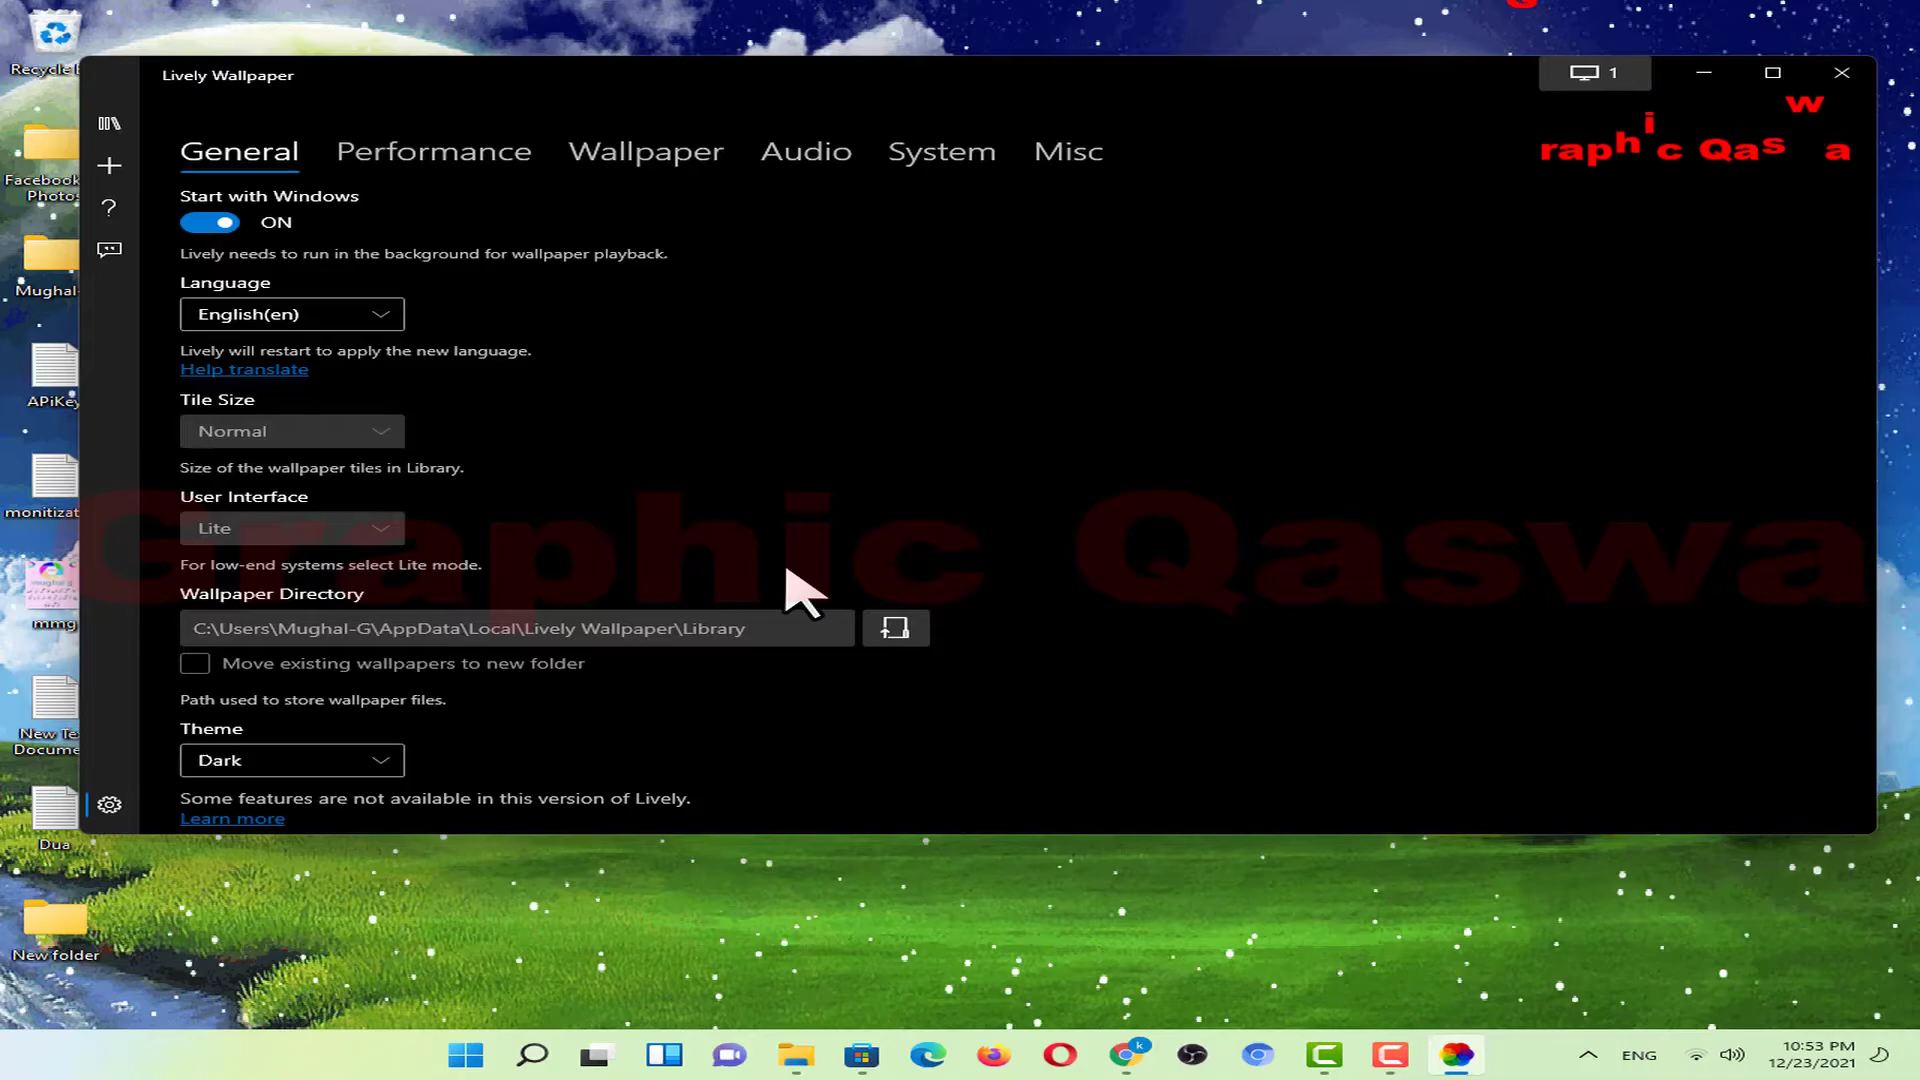 G
Recycle
Lively Wallpaper
1
raphic Qaswa
General Performance Wallpaper Audio System Misc
Start with Windows
ON
Lively needs to run in the background for wallpaper playback.
Language
English(en)
Lively will restart to apply the new language.
Help translate
Tile Size
Normal
Size of the wallpaper tiles in Library.
User Interface
Lite
For low-end systems select Lite mode.
Wallpaper Directory
C:\Users\Mughal-G\AppData\Local\Lively Wallpaper\Library
Move existing wallpapers to new folder
Path used to store wallpaper files.
Theme
Dark
Some features are not available in this version of Lively.
Learn more
Graphic Qaswa
Facebook
Photos
Mughal-
APiKey
monitizat
mughal g
mmg
New Te
Docume
Dua
New folder
k
ENG
10:53 PM
12/23/2021